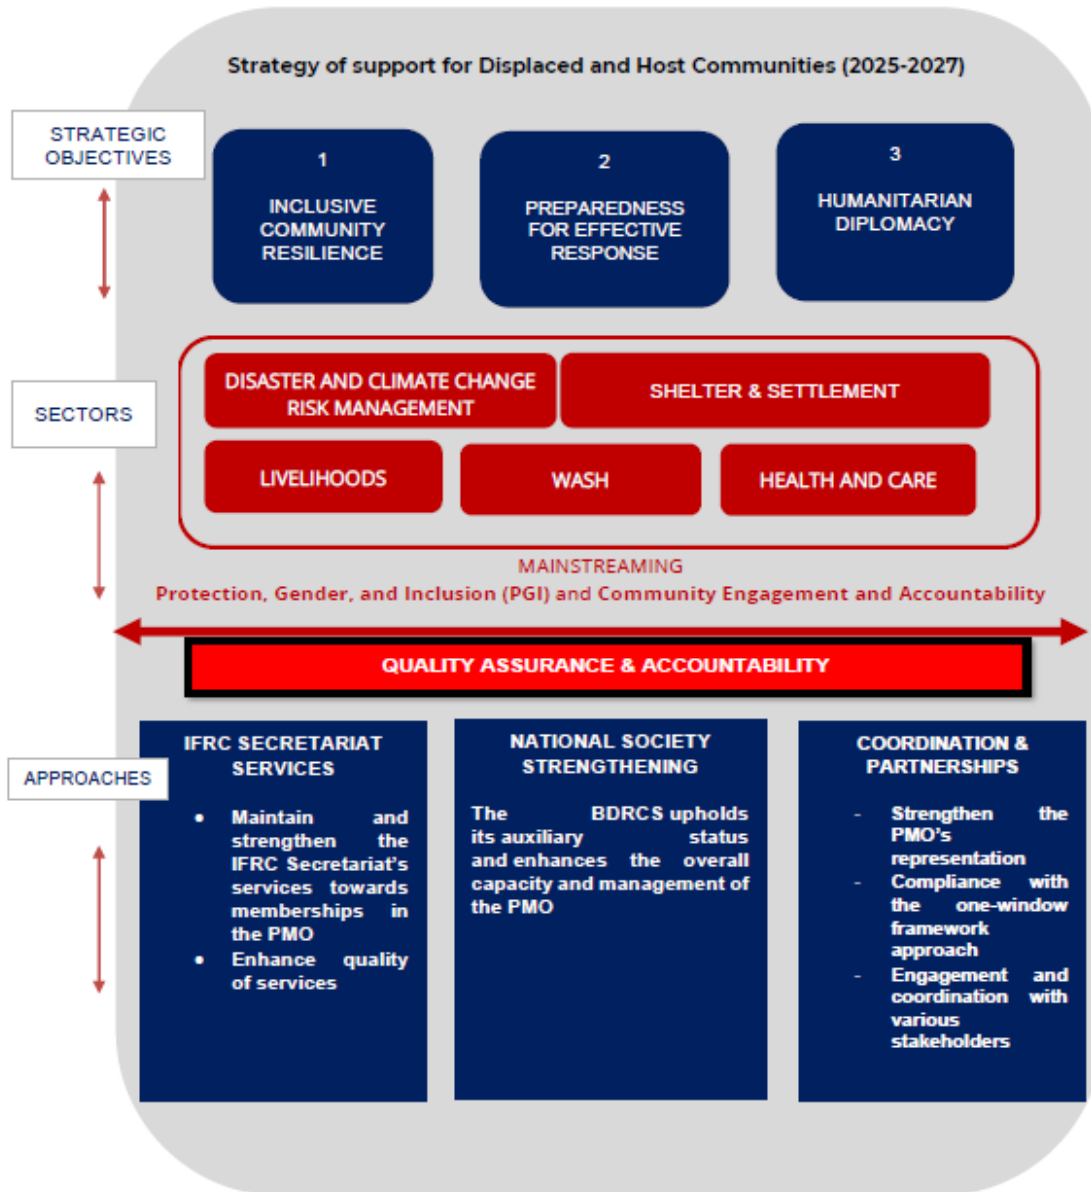 Strategy of support for Displaced and Host Communities (2025-2027)
STRATEGIC
OBJECTIVES
1
INCLUSIVE
COMMUNITY
RESILIENCE
2
PREPAREDNESS
FOR EFFECTIVE
RESPONSE
3
HUMANITARIAN
DIPLOMACY
SECTORS
DISASTER AND CLIMATE CHANGE
RISK MANAGEMENT
SHELTER & SETTLEMENT
LIVELIHOODS
WASH
HEALTH AND CARE
MAINSTREAMING
Protection, Gender, and Inclusion (PGI) and Community Engagement and Accountability
QUALITY ASSURANCE & ACCOUNTABILITY
APPROACHES
IFRC SECRETARIAT
SERVICES
• Maintain and
strengthen the
IFRC Secretariat's
services towards
memberships in
the PMO
• Enhance quality
of services
NATIONAL SOCIETY
STRENGTHENING
The BDRCS upholds
its auxiliary status
and enhances the overall
capacity and management of
the PMO
COORDINATION &
PARTNERSHIPS
- Strengthen the
PMO's
representation
- Compliance with
the one-window
framework
approach
- Engagement and
coordination with
various
stakeholders